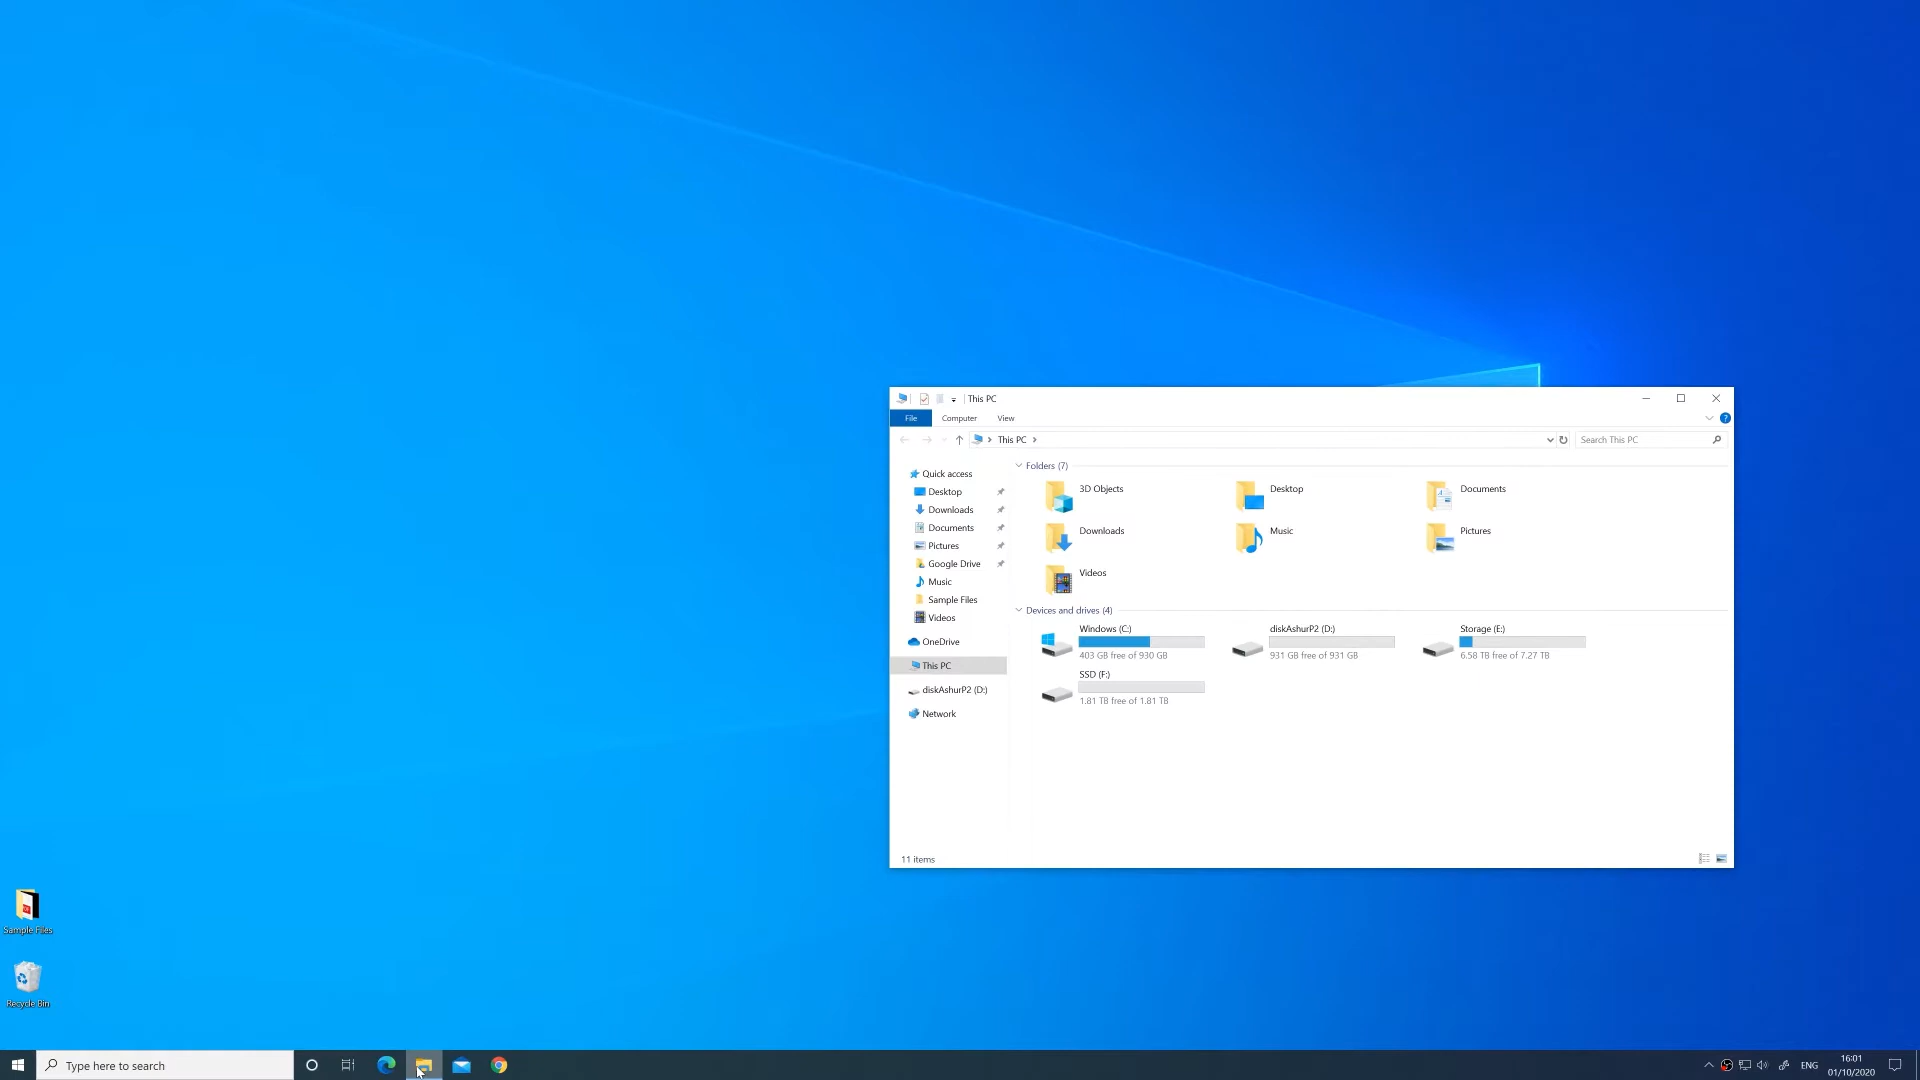 This PC
File Computer View
This PC
Search This PC
Quick access
Desktop
Downloads
Documents
Pictures
Google Drive
Music
Sample Files
Videos
OneDrive
This PC
diskAshurP2 (D:)
Network
Folders (7)
3D Objects
Desktop
Documents
Downloads
Music
Pictures
Videos
Devices and drives (4)
Windows (C:)
403 GB free of 930 GB
diskAshurP2 (D:)
931 GB free of 931 GB
Storage (E:)
6.58 TB free of 7.27 TB
SSD (F:)
1.81 TB free of 1.81 TB
11 items
Sample Files
Recycle Bin
Type here to search
ENG
16:01
01/10/2020